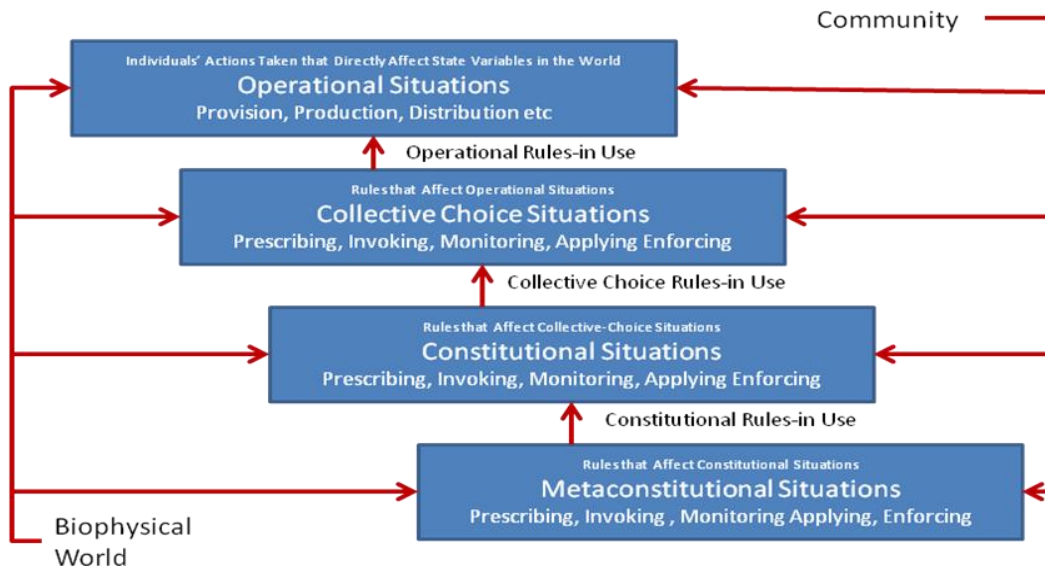 Community
Individuals' Actions Taken that Directly Affect State Variables in the World
Operational Situations
Provision, Production, Distribution etc
Operational Rules-in Use
Rules that Affect Operational Situations
Collective Choice Situations
Prescribing, Invoking, Monitoring, Applying Enforcing
Collective Choice Rules-in Use
Rules that Affect Collective-Choice Situations
Constitutional Situations
Prescribing, Invoking, Monitoring, Applying Enforcing
Constitutional Rules-in Use
Rules that Affect Constitutional Situations
Metaconstitutional Situations
Prescribing, Invoking , Monitoring Applying, Enforcing
Biophysical
World